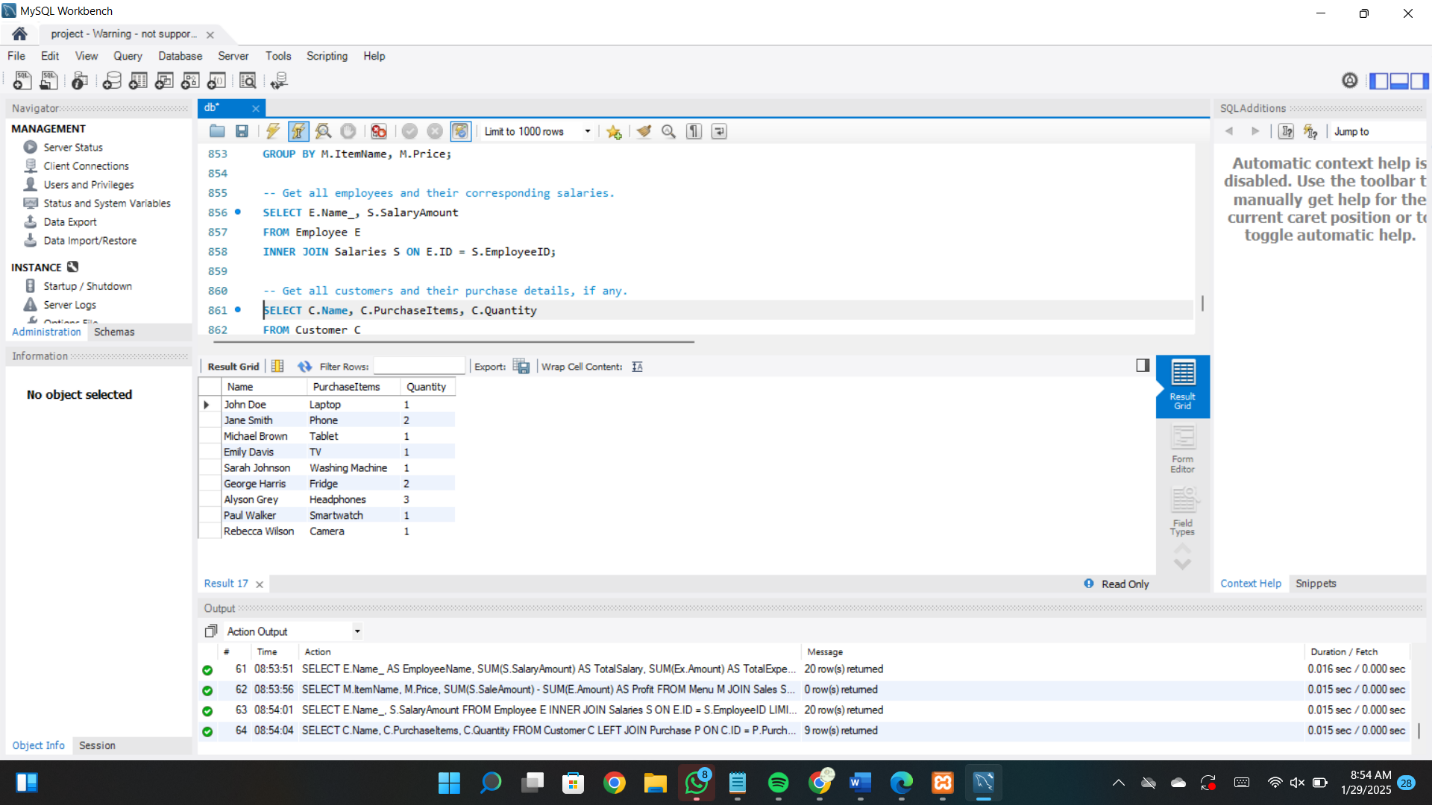 MySQL Workbench
project - Warning - not suppor...
File Edit View Query Database Server Tools Scripting Help
Navigator
MANAGEMENT
Server Status
Client Connections
Users and Privileges
Status and System Variables
Data Export
Data Import/Restore
INSTANCE
Startup / Shutdown
Server Logs
Options File
Administration Schemas
Information
No object selected
Object Info Session
db*
Limit to 1000 rows
853 GROUP BY M.ItemName, M.Price;
854
855 -- Get all employees and their corresponding salaries.
856 SELECT E.Name_, S.SalaryAmount
857 FROM Employee E
858 INNER JOIN Salaries S ON E.ID = S.EmployeeID;
859
860 -- Get all customers and their purchase details, if any.
861 SELECT C.Name, C.PurchaseItems, C.Quantity
862 FROM Customer C
Result Grid Filter Rows: Export: Wrap Cell Content:
Name PurchaseItems Quantity
John Doe Laptop 1
Jane Smith Phone 2
Michael Brown Tablet 1
Emily Davis TV 1
Sarah Johnson Washing Machine 1
George Harris Fridge 2
Alyson Grey Headphones 3
Paul Walker Smartwatch 1
Rebecca Wilson Camera 1
Result Grid
Form Editor
Field Types
Result 17
Read Only
SQLAdditions
Jump to
Automatic context help is
disabled. Use the toolbar t
manually get help for the
current caret position or to
toggle automatic help.
Context Help Snippets
Output
Action Output
# Time Action Message Duration / Fetch
61 08:53:51 SELECT E.Name_ AS EmployeeName, SUM(S.SalaryAmount) AS TotalSalary, SUM(Ex.Amount) AS TotalExpe... 20 row(s) returned 0.016 sec / 0.000 sec
62 08:53:56 SELECT M.ItemName, M.Price, SUM(S.SaleAmount) - SUM(E.Amount) AS Profit FROM Menu M JOIN Sales S... 0 row(s) returned 0.015 sec / 0.000 sec
63 08:54:01 SELECT E.Name_, S.SalaryAmount FROM Employee E INNER JOIN Salaries S ON E.ID = S.EmployeeID LIMI... 20 row(s) returned 0.015 sec / 0.000 sec
64 08:54:04 SELECT C.Name, C.PurchaseItems, C.Quantity FROM Customer C LEFT JOIN Purchase P ON C.ID = P.Purch... 9 row(s) returned 0.015 sec / 0.000 sec
8
8:54 AM
1/29/2025
28